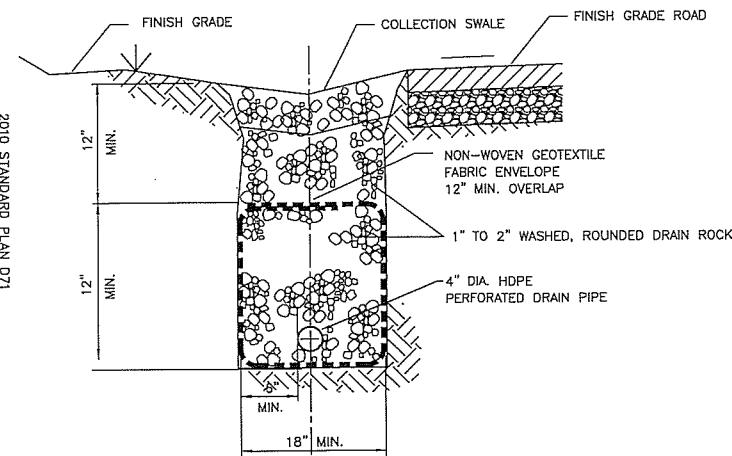 FINISH GRADE
COLLECTION SWALE
FINISH GRADE ROAD
12"
MIN.
NON-WOVEN GEOTEXTILE
FABRIC ENVELOPE
12" MIN. OVERLAP
1" TO 2" WASHED, ROUNDED DRAIN ROCK
12"
MIN.
4" DIA. HDPE
PERFORATED DRAIN PIPE
6"
MIN.
18" MIN.
2010 STANDARD PLAN D71